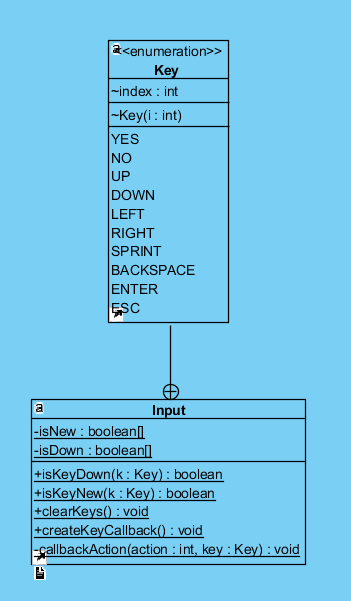 <<enumeration>>
Key
~index : int
~Key(i : int)
YES
NO
UP
DOWN
LEFT
RIGHT
SPRINT
BACKSPACE
ENTER
ESC
Input
-isNew : boolean[]
-isDown : boolean[]
+isKeyDown(k : Key) : boolean
+isKeyNew(k : Key) : boolean
+clearKeys() : void
+createKeyCallback() : void
-callbackAction(action : int, key : Key) : void